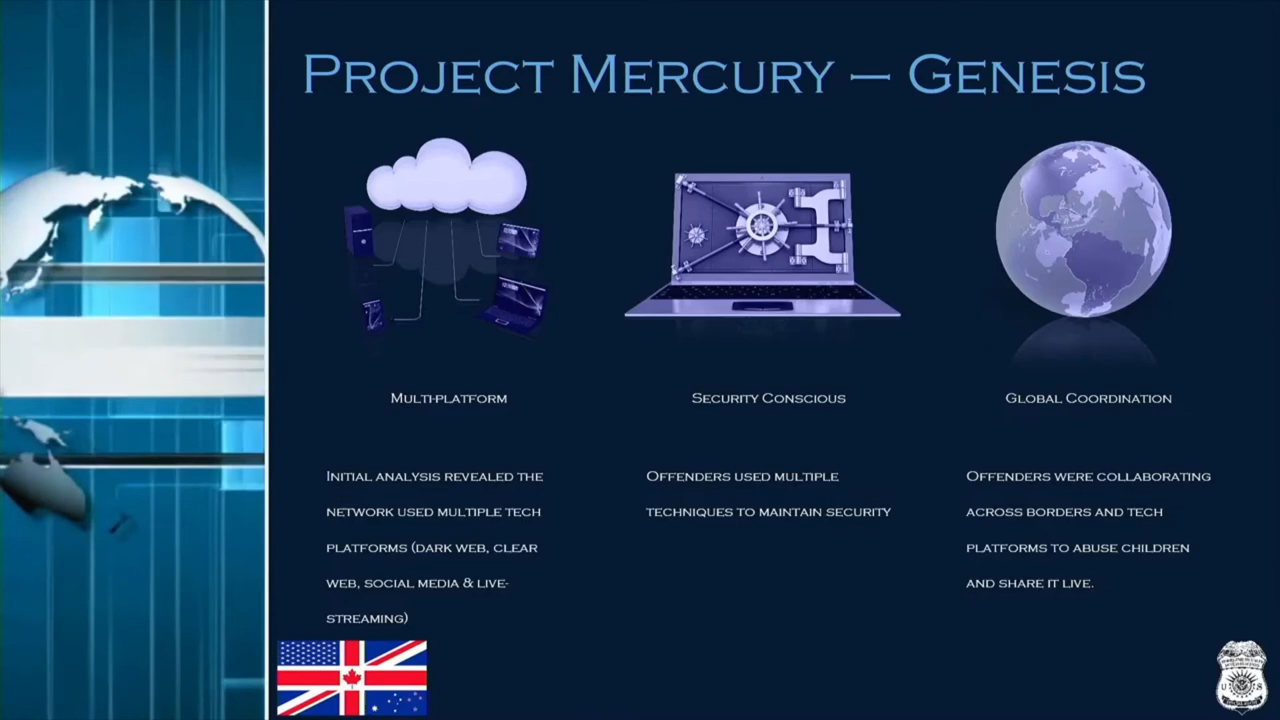 PROJECT MERCURY – GENESIS
MULTI-PLATFORM
SECURITY CONSCIOUS
GLOBAL COORDINATION
INITIAL ANALYSIS REVEALED THE
NETWORK USED MULTIPLE TECH
PLATFORMS (DARK WEB, CLEAR
WEB, SOCIAL MEDIA & LIVE-
STREAMING)
OFFENDERS USED MULTIPLE
TECHNIQUES TO MAINTAIN SECURITY
OFFENDERS WERE COLLABORATING
ACROSS BORDERS AND TECH
PLATFORMS TO ABUSE CHILDREN
AND SHARE IT LIVE.
U S